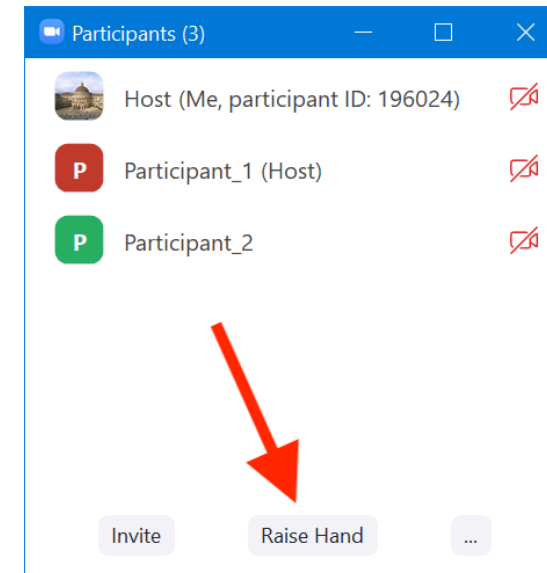 Participants (3)
Host (Me, participant ID: 196024)
P
Participant_1 (Host)
P
Participant_2
Invite
Raise Hand
...